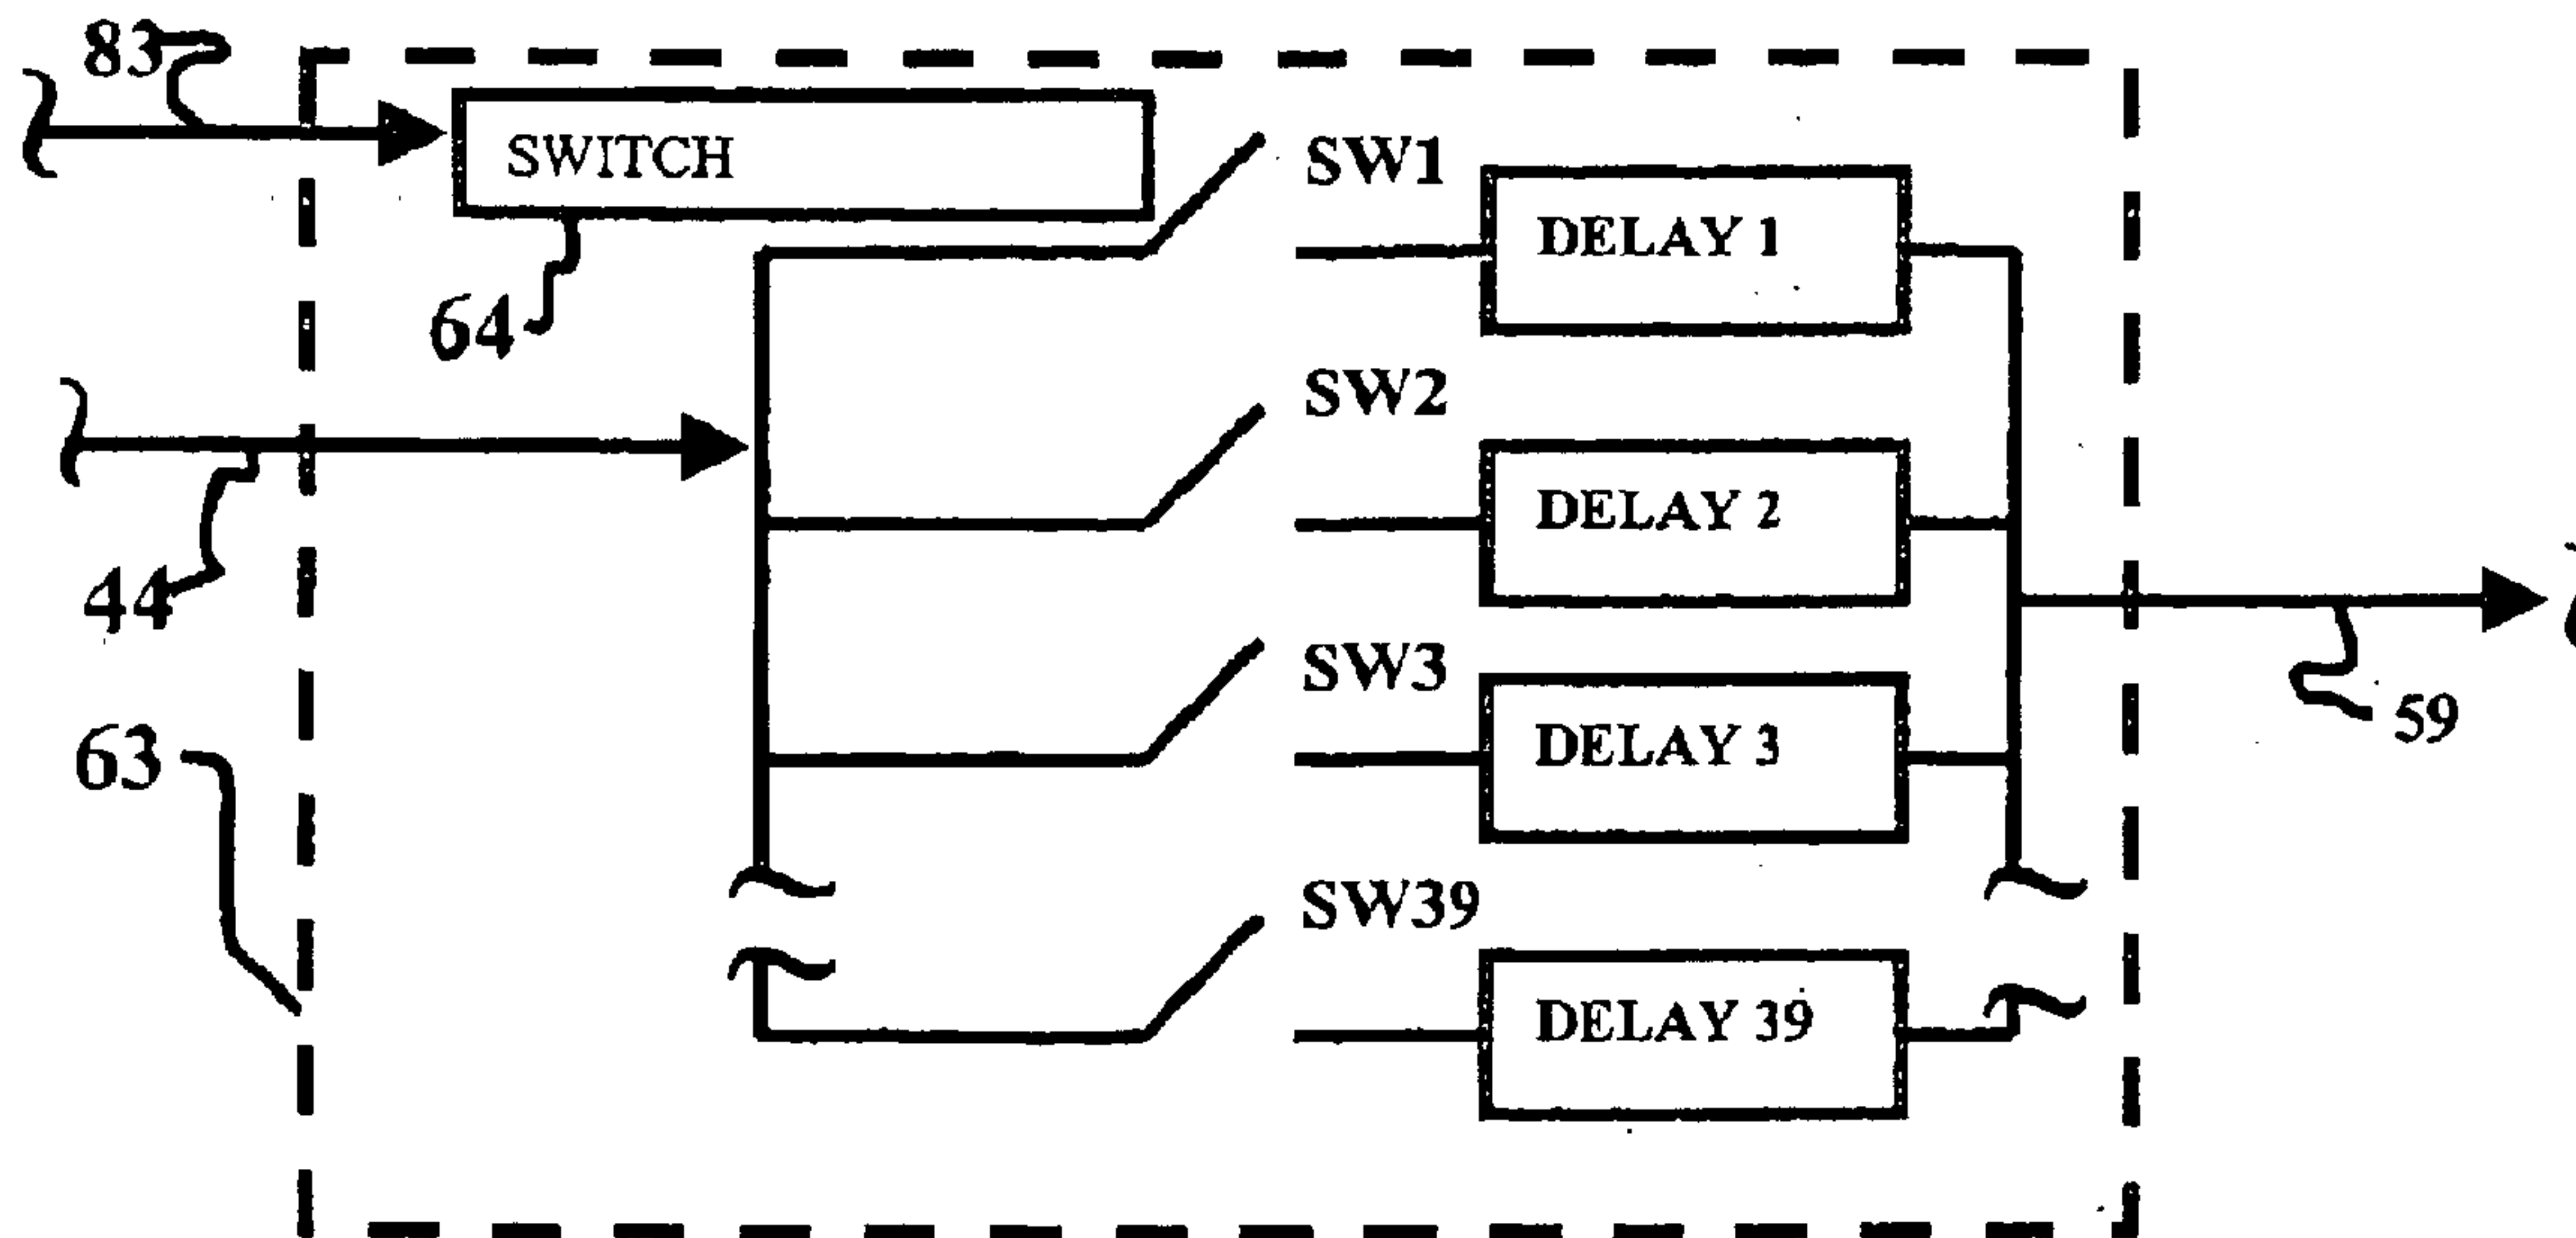 83
SWITCH
SW1
DELAY 1
64
SW2
DELAY 2
44
SW3
59
63
DELAY 3
SW39
DELAY 39